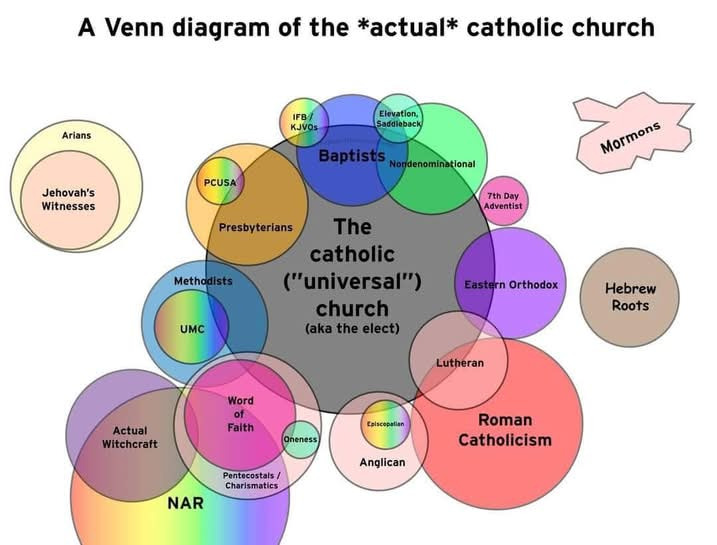 A Venn diagram of the *actual* catholic church
IFB /
KJVOs
Elevation,
Saddleback
Arians
Mormons
Baptists
Nondenominational
PCUSA
Jehovah's
Witnesses
7th Day
Adventist
Presbyterians
The
catholic
("universal")
church
(aka the elect)
Methodists
Eastern Orthodox
Hebrew
Roots
UMC
Lutheran
Word
of
Faith
Roman
Catholicism
Episcopalian
Actual
Witchcraft
Oneness
Anglican
Pentecostals /
Charismatics
NAR